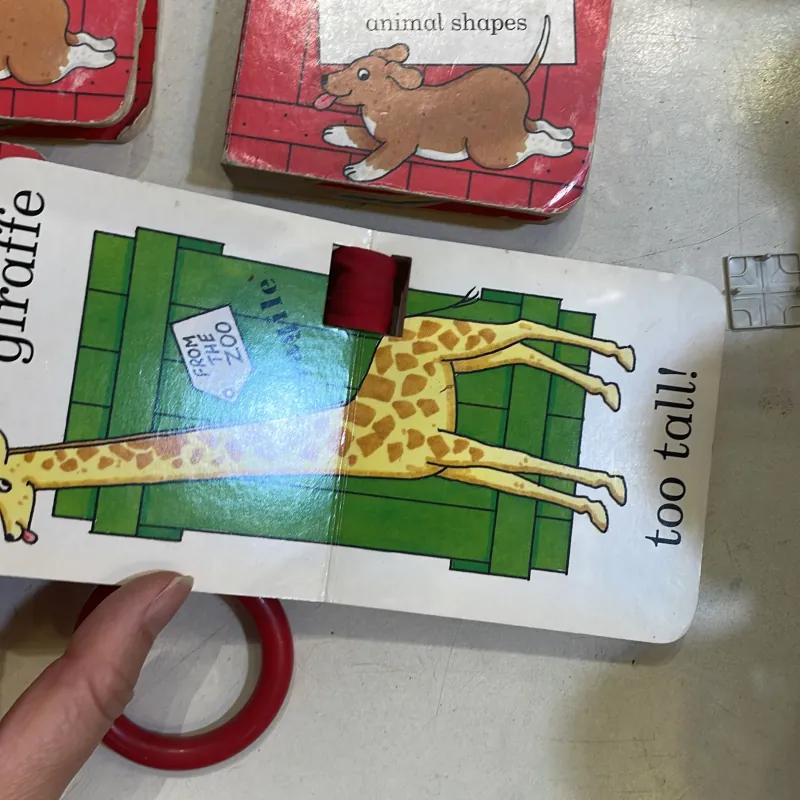 animal shapes
giraffe
FROM
THE
ZOO
too tall!